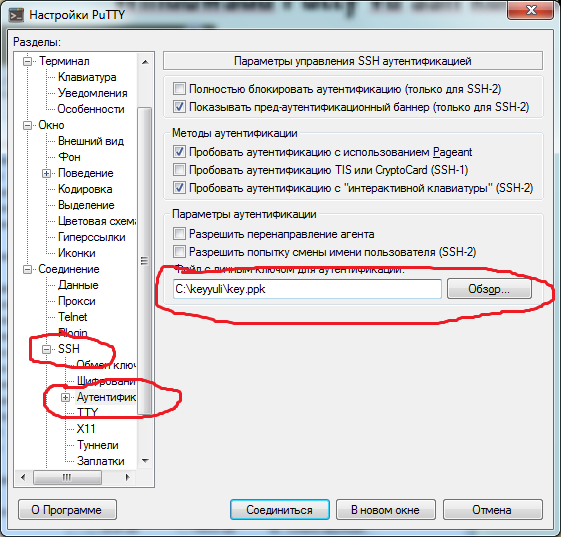 Настройки PuTTY
Разделы:
Терминал
Клавиатура
Уведомления
Особенности
Окно
Внешний вид
Фон
Поведение
Кодировка
Выделение
Цветовая схема
Гиперссылки
Иконки
Соединение
Данные
Прокси
Telnet
Rlogin
SSH
Обмен ключ
Шифровани
Аутентифик
TTY
X11
Туннели
Заплатки
Параметры управления SSH аутентификацией
Полностью блокировать аутентификацию (только для SSH-2)
Показывать пред-аутентификационный баннер (только для SSH-2)
Методы аутентификации
Пробовать аутентификацию с использованием Pageant
Пробовать аутентификацию TIS или CryptoCard (SSH-1)
Пробовать аутентификацию с "интерактивной клавиатуры" (SSH-2)
Параметры аутентификации
Разрешить перенаправление агента
Разрешить попытку смены имени пользователя (SSH-2)
Файл с личным ключом для аутентификации:
C:\keyyuli\key.ppk
Обзор...
О Программе
Соединиться
В новом окне
Отмена